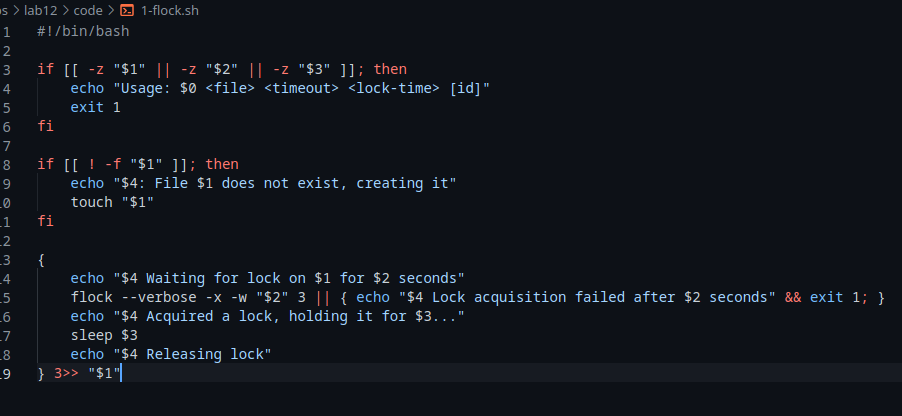 os > lab12 > code > 1-flock.sh
1 #!/bin/bash
2
3 if [[ -z "$1" || -z "$2" || -z "$3" ]]; then
4     echo "Usage: $0 <file> <timeout> <lock-time> [id]"
5     exit 1
6 fi
7
8 if [[ ! -f "$1" ]]; then
9     echo "$4: File $1 does not exist, creating it"
10     touch "$1"
11 fi
12
13 {
14     echo "$4 Waiting for lock on $1 for $2 seconds"
15     flock --verbose -x -w "$2" 3 || { echo "$4 Lock acquisition failed after $2 seconds" && exit 1; }
16     echo "$4 Acquired a lock, holding it for $3..."
17     sleep $3
18     echo "$4 Releasing lock"
19 } 3>> "$1"